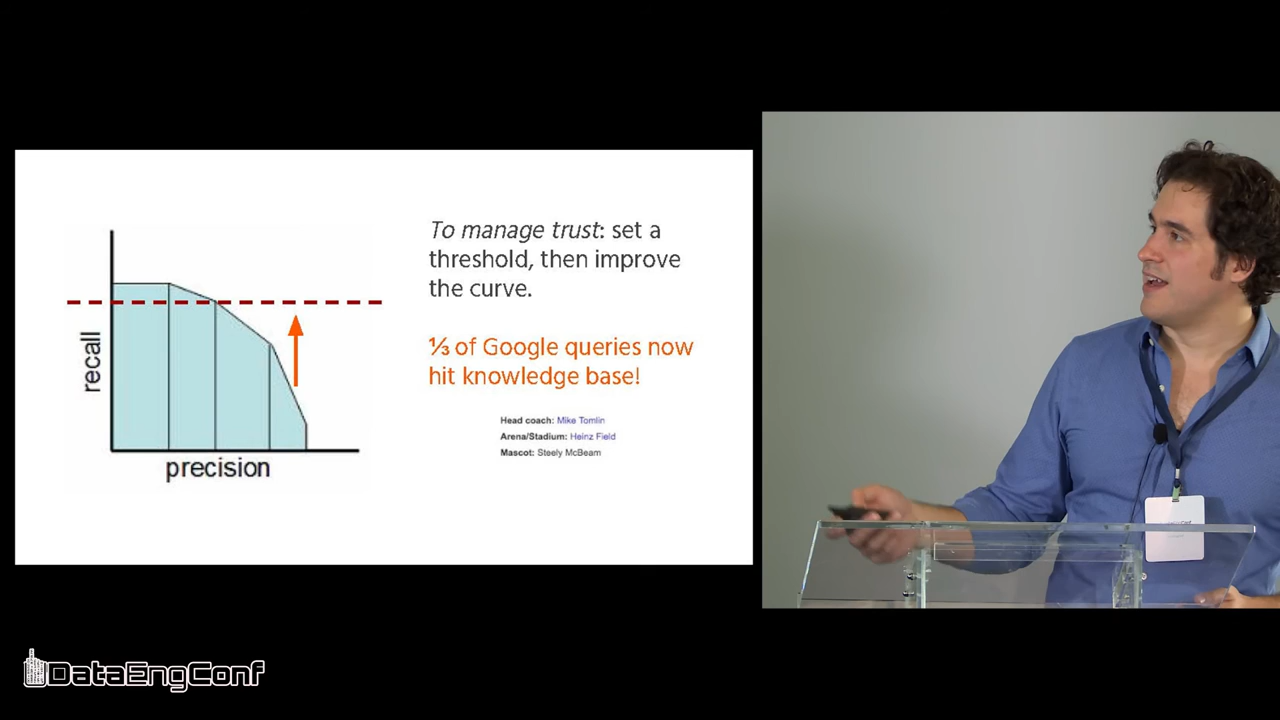 To manage trust: set a
threshold, then improve
the curve.
⅓ of Google queries now
hit knowledge base!
Head coach: Mike Tomlin
Arena/Stadium: Heinz Field
Mascot: Steely McBeam
recall
precision
DataEngConf